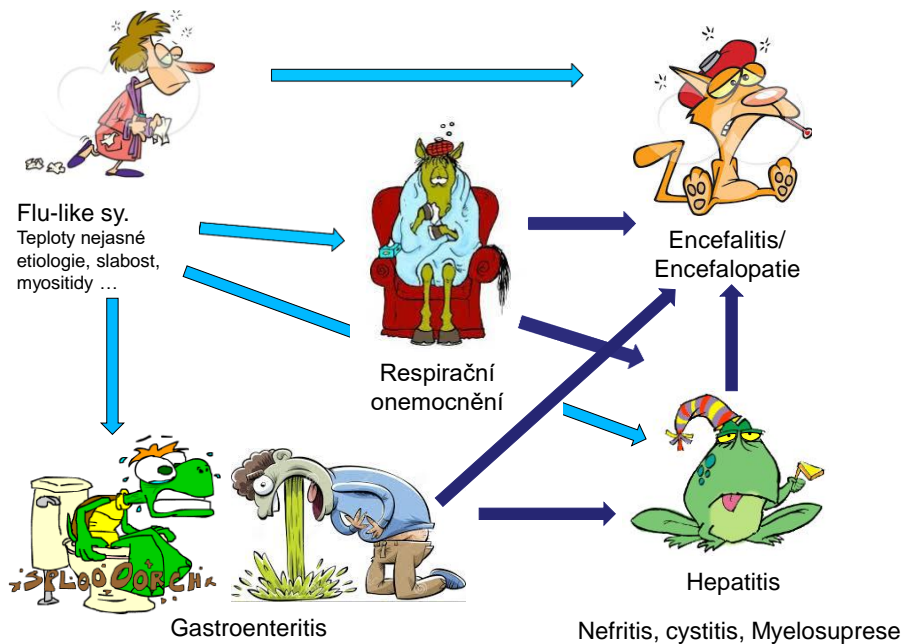 Flu-like sy.
Teploty nejasné
etiologie, slabost,
myositidy ...
Encefalitis/
Encefalopatie
Respirační
onemocnění
SPLOOOORCH
Gastroenteritis
Hepatitis
Nefritis, cystitis, Myelosuprese